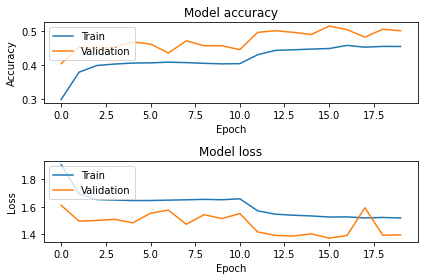 Model accuracy
Accuracy
0.5
0.4
0.3
Train
Validation
0.0 2.5 5.0 7.5 10.0 12.5 15.0 17.5
Epoch
Model loss
Loss
1.8
1.6
1.4
Train
Validation
0.0 2.5 5.0 7.5 10.0 12.5 15.0 17.5
Epoch